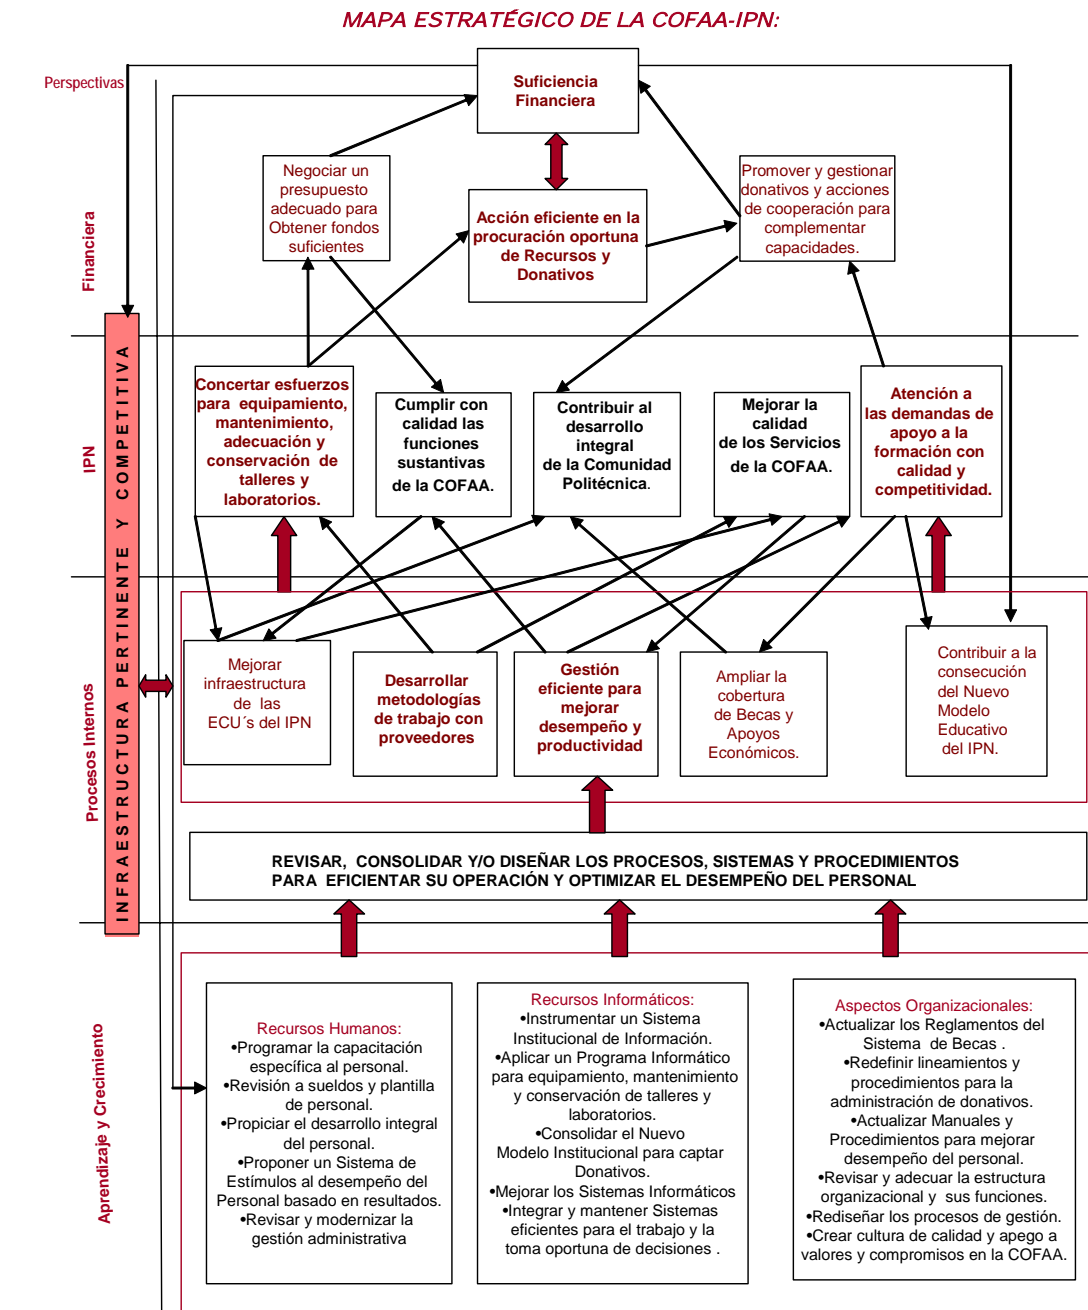 MAPA ESTRATÉGICO DE LA COFAA-IPN:
Perspectivas
Suficiencia
Financiera
Financiera
Negociar un
presupuesto
adecuado para
Obtener fondos
suficientes
Acción eficiente en la
procuración oportuna
de Recursos y
Donativos
Promover y gestionar
donativos y acciones
de cooperación para
complementar
capacidades.
INFRAESTRUCTURA PERTINENTE Y COMPETITIVA
IPN
Concertar esfuerzos
para equipamiento,
mantenimiento,
adecuación y
conservación de
talleres y
laboratorios.
Cumplir con
calidad las
funciones
sustantivas
de la COFAA.
Contribuir al
desarrollo
integral
de la Comunidad
Politécnica.
Mejorar la
calidad
de los Servicios
de la COFAA.
Atención a
las demandas de
apoyo a la
formación con
calidad y
competitividad.
Procesos Internos
Mejorar
infraestructura
de las
ECU´s del IPN
Desarrollar
metodologías
de trabajo con
proveedores
Gestión
eficiente para
mejorar
desempeño y
productividad
Ampliar la
cobertura
de Becas y
Apoyos
Económicos.
Contribuir a la
consecución
del Nuevo
Modelo
Educativo
del IPN.
REVISAR, CONSOLIDAR Y/O DISEÑAR LOS PROCESOS, SISTEMAS Y PROCEDIMIENTOS
PARA EFICIENTAR SU OPERACIÓN Y OPTIMIZAR EL DESEMPEÑO DEL PERSONAL
Aprendizaje y Crecimiento
Recursos Humanos:
•Programar la capacitación
específica al personal.
•Revisión a sueldos y plantilla
de personal.
•Propiciar el desarrollo integral
del personal.
•Proponer un Sistema de
Estímulos al desempeño del
Personal basado en resultados.
•Revisar y modernizar la
gestión administrativa
Recursos Informáticos:
•Instrumentar un Sistema
Institucional de Información.
•Aplicar un Programa Informático
para equipamiento, mantenimiento
y conservación de talleres y
laboratorios.
•Consolidar el Nuevo
Modelo Institucional para captar
Donativos.
•Mejorar los Sistemas Informáticos
•Integrar y mantener Sistemas
eficientes para el trabajo y la
toma oportuna de decisiones .
Aspectos Organizacionales:
•Actualizar los Reglamentos del
Sistema de Becas .
•Redefinir lineamientos y
procedimientos para la
administración de donativos.
•Actualizar Manuales y
Procedimientos para mejorar
desempeño del personal.
•Revisar y adecuar la estructura
organizacional y sus funciones.
•Rediseñar los procesos de gestión.
•Crear cultura de calidad y apego a
valores y compromisos en la COFAA.